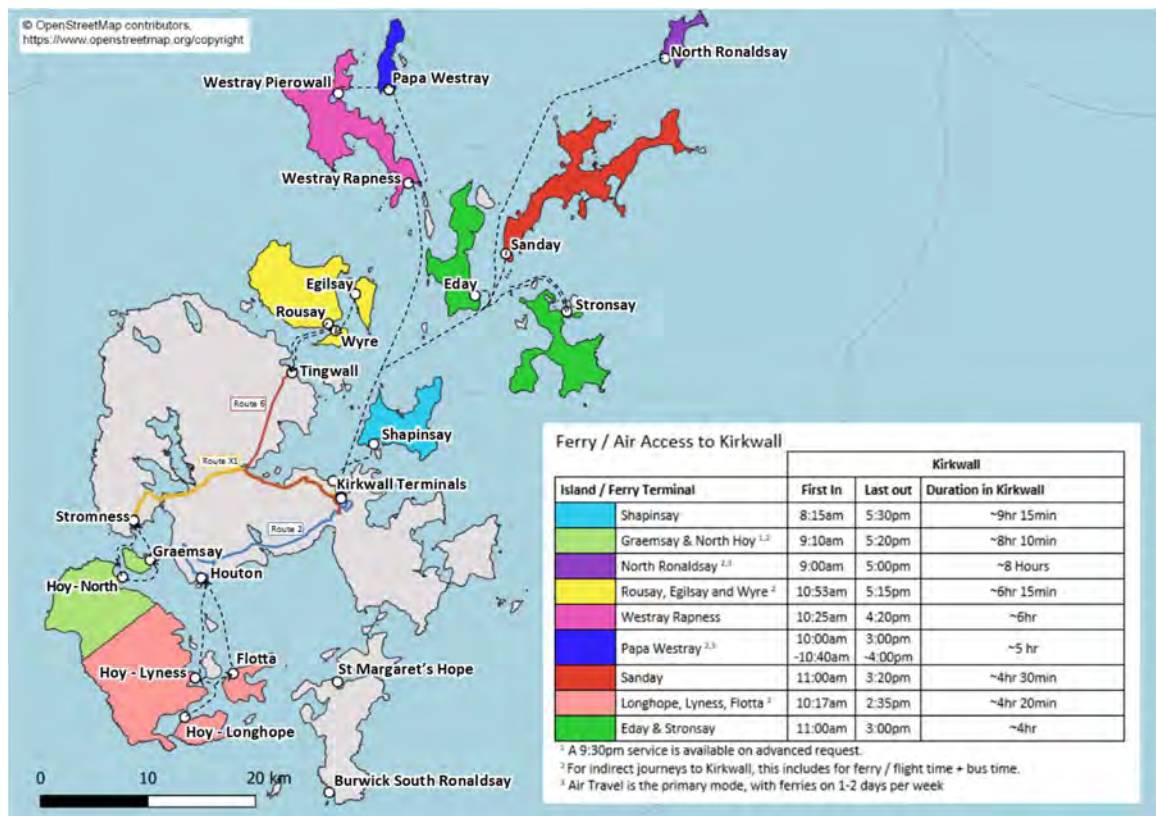 © OpenStreetMap contributors,
https://www.openstreetmap.org/copyright
North Ronaldsay
Westray Pierowall
Papa Westray
Westray Rapness
Sanday
Egilsay
Eday
Stronsay
Rousay
Wyre
Tingwall
Route 6
Shapinsay
Route X1
Kirkwall Terminals
Stromness
Route 2
Graemsay
Hoy - North
Houton
Flotta
Hoy - Lyness
St Margaret's Hope
Hoy - Longhope
Burwick South Ronaldsay
0 10 20 km
Ferry / Air Access to Kirkwall
Kirkwall
Island / Ferry Terminal First In Last out Duration in Kirkwall
Shapinsay 8:15am 5:30pm ~9hr 15min
Graemsay & North Hoy 1,2 9:10am 5:20pm ~8hr 10min
North Ronaldsay 2,3 9:00am 5:00pm ~8 Hours
Rousay, Egilsay and Wyre 2 10:53am 5:15pm ~6hr 15min
Westray Rapness 10:25am 4:20pm ~6hr
Papa Westray 2,3 10:00am -10:40am 3:00pm -4:00pm ~5 hr
Sanday 11:00am 3:20pm ~4hr 30min
Longhope, Lyness, Flotta 2 10:17am 2:35pm ~4hr 20min
Eday & Stronsay 11:00am 3:00pm ~4hr
1 A 9:30pm service is available on advanced request.
2 For indirect journeys to Kirkwall, this includes for ferry / flight time + bus time.
3 Air Travel is the primary mode, with ferries on 1-2 days per week